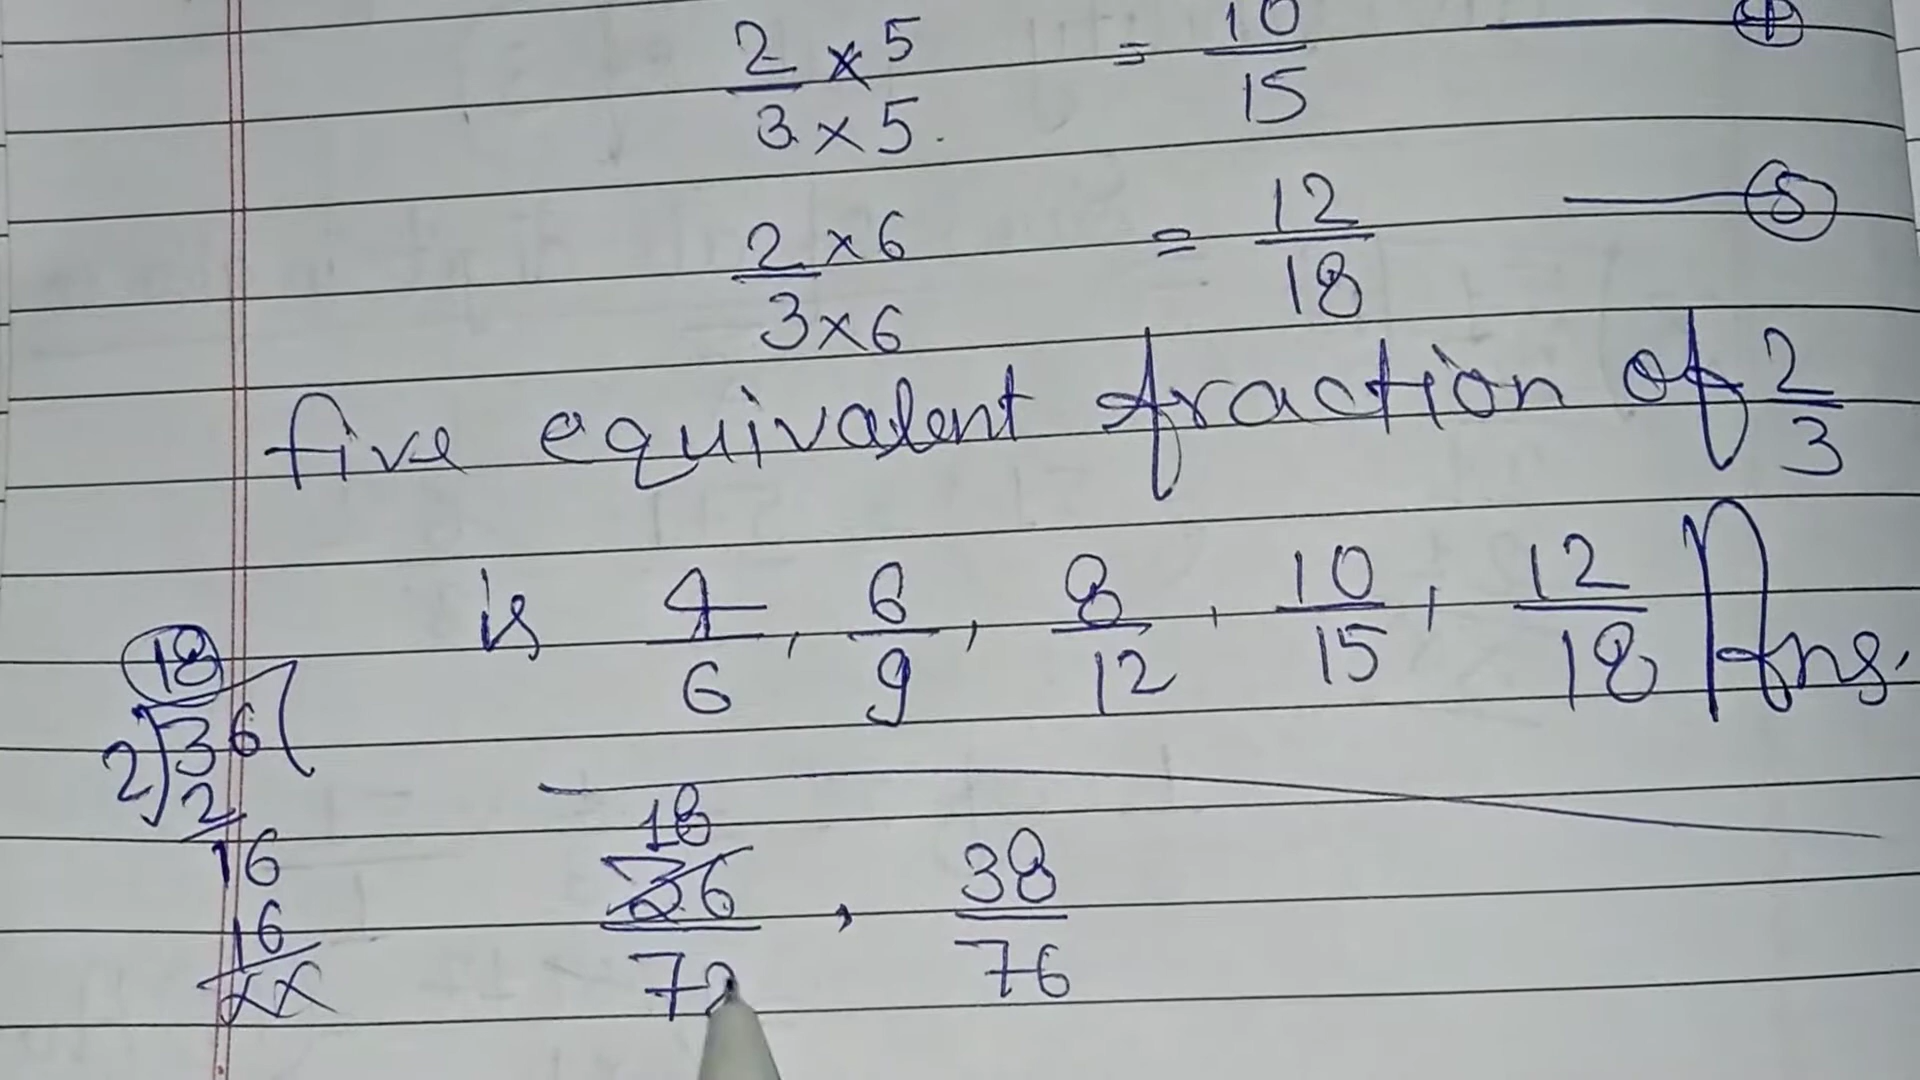 2 × 5 = 10 —— ④
3 × 5. 15
2 × 6 = 12 —— ⑤
3 × 6 18
five equivalent fraction of 2/3
is 4/6, 6/9, 8/12, 10/15, 12/18 Ans.
18
2)36(
2
16
16
××
18
36/72, 38/76